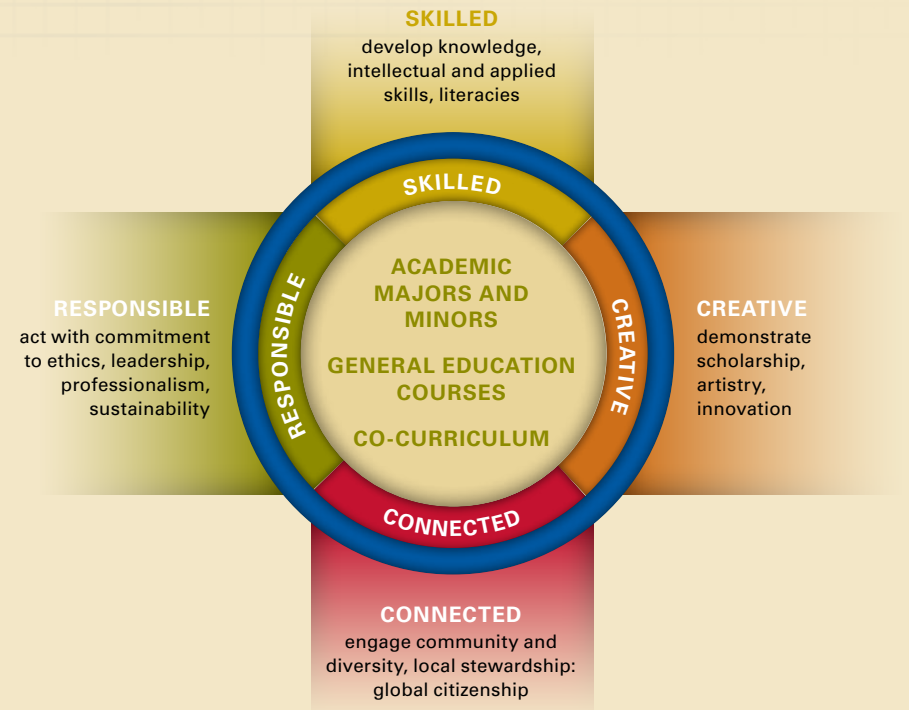 SKILLED
develop knowledge,
intellectual and applied
skills, literacies
SKILLED
RESPONSIBLE
act with commitment
to ethics, leadership,
professionalism,
sustainability
RESPONSIBLE
ACADEMIC
MAJORS AND
MINORS
GENERAL EDUCATION
COURSES
CO-CURRICULUM
CREATIVE
CREATIVE
demonstrate
scholarship,
artistry,
innovation
CONNECTED
CONNECTED
engage community and
diversity, local stewardship:
global citizenship